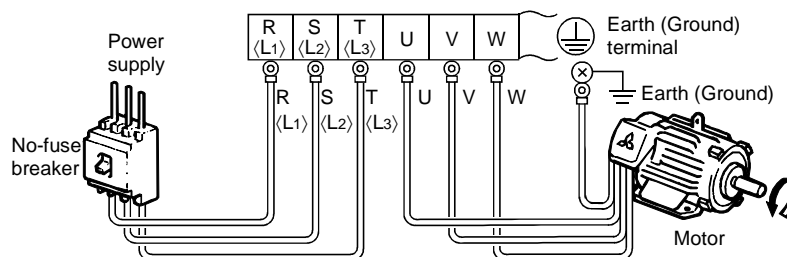 Power
supply
No-fuse
breaker
R S T U V W
⟨L1⟩ ⟨L2⟩ ⟨L3⟩
Earth (Ground)
terminal
R S T U V W
⟨L1⟩ ⟨L2⟩ ⟨L3⟩
Earth (Ground)
Motor